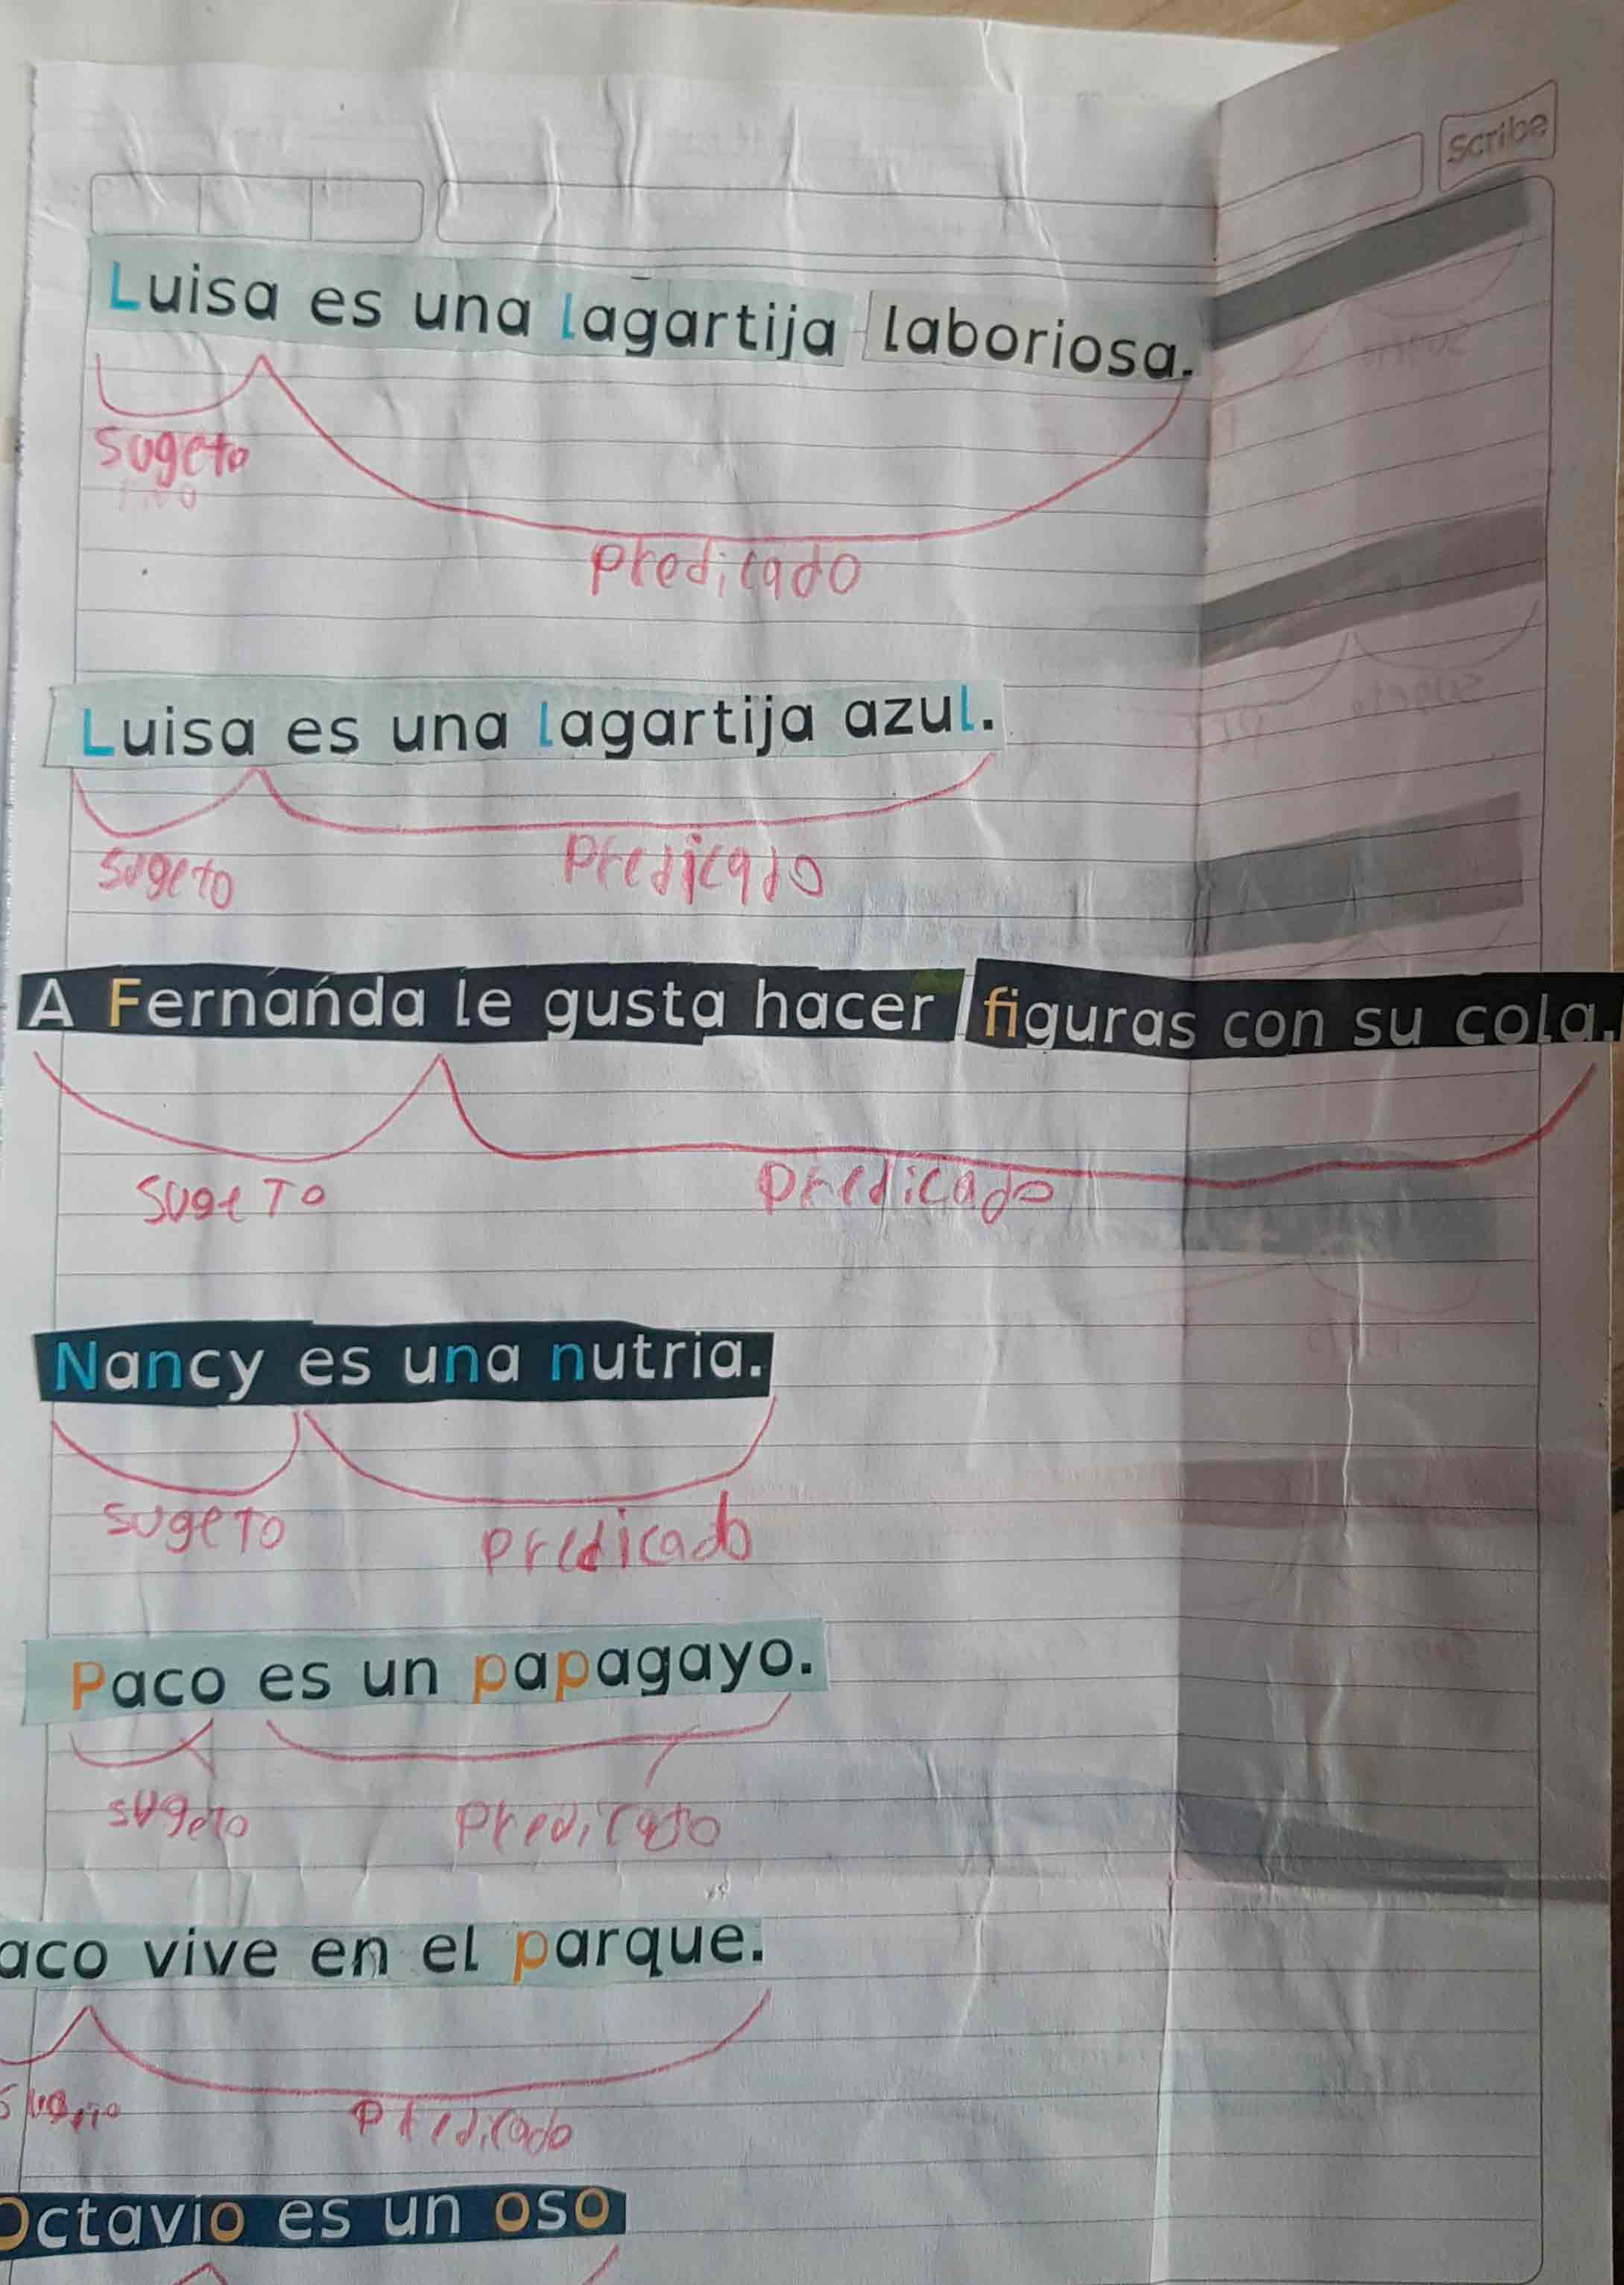 Scribe
Luisa es una lagartija laboriosa.
sugeto
predicado
Luisa es una lagartija azul.
sugeto
predicado
A Fernanda le gusta hacer figuras con su cola.
sugeTo predicado
Nancy es una nutria.
sugeTo predicado
Paco es un papagayo.
sugeto predicado
aco vive en el parque.
predicado
Octavio es un oso